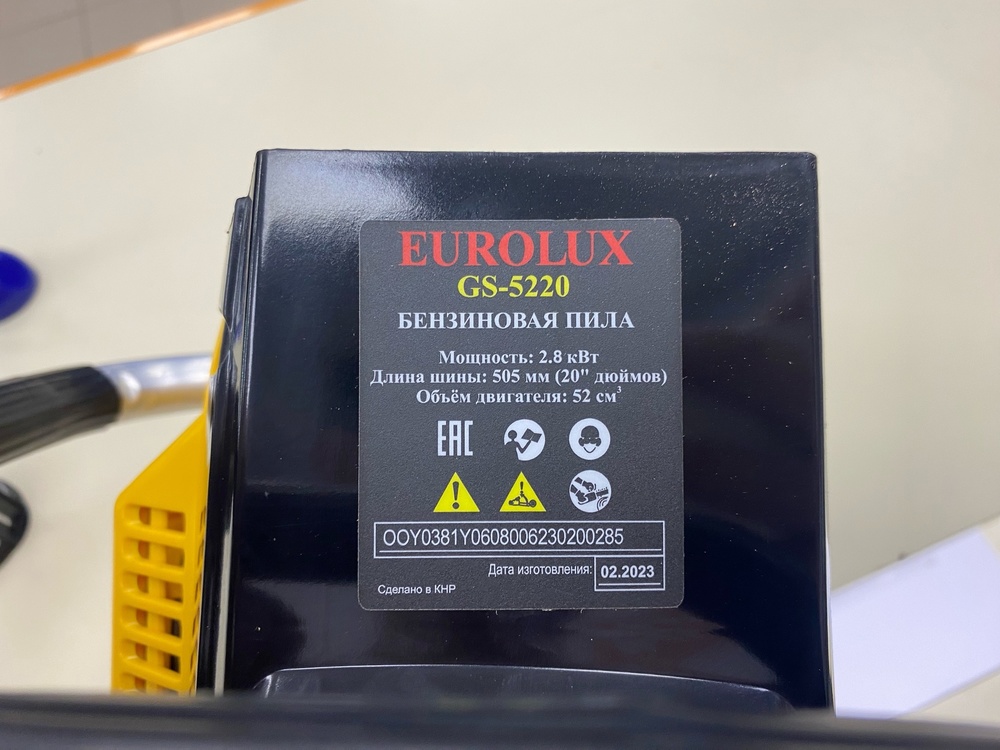 EUROLUX
GS-5220
БЕНЗИНОВАЯ ПИЛА
Мощность: 2.8 кВт
Длина шины: 505 мм (20" дюймов)
Объём двигателя: 52 см³
EAC
OOY0381Y0608006230200285
Дата изготовления: 02.2023
Сделано в КНР